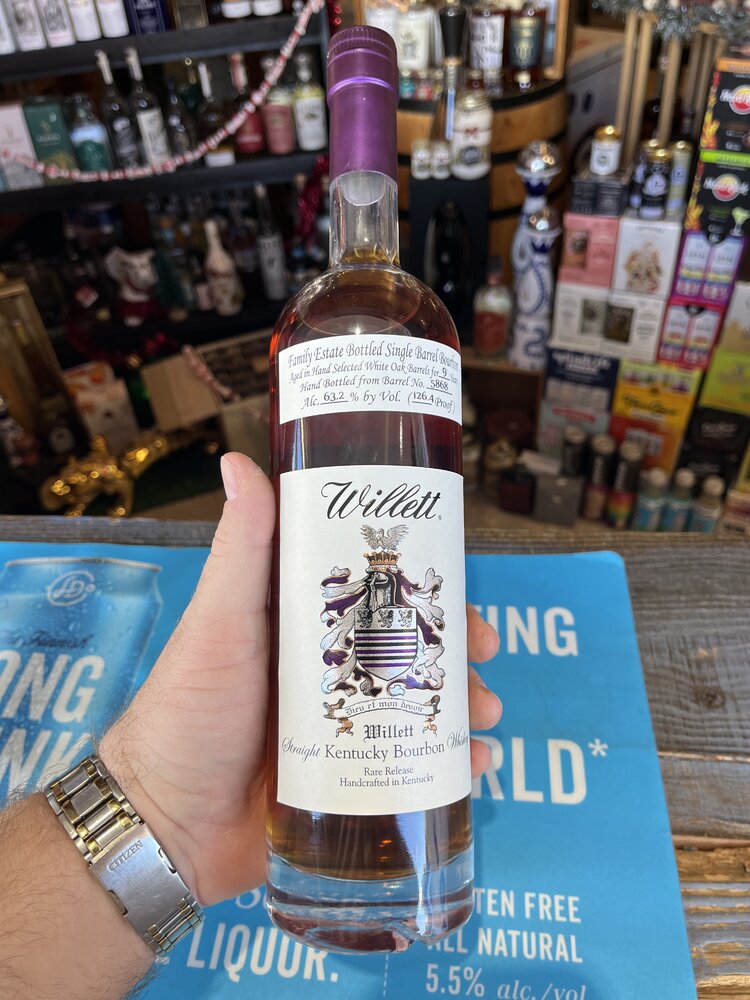 Family Estate Bottled Single Barrel Bourbon
Aged in Hand Selected White Oak Barrels for 9 Years
Hand Bottled from Barrel No. 5868
Alc. 63.2 % by Vol. (126.4 Proof)
Willett
Dieu et mon devoir
Willett
Straight Kentucky Bourbon Whiskey
Rare Release
Handcrafted in Kentucky
CITIZEN
ONG
NK
ING
RLD*
LIQUOR.
TEN FREE
ALL NATURAL
5.5% alc./vol